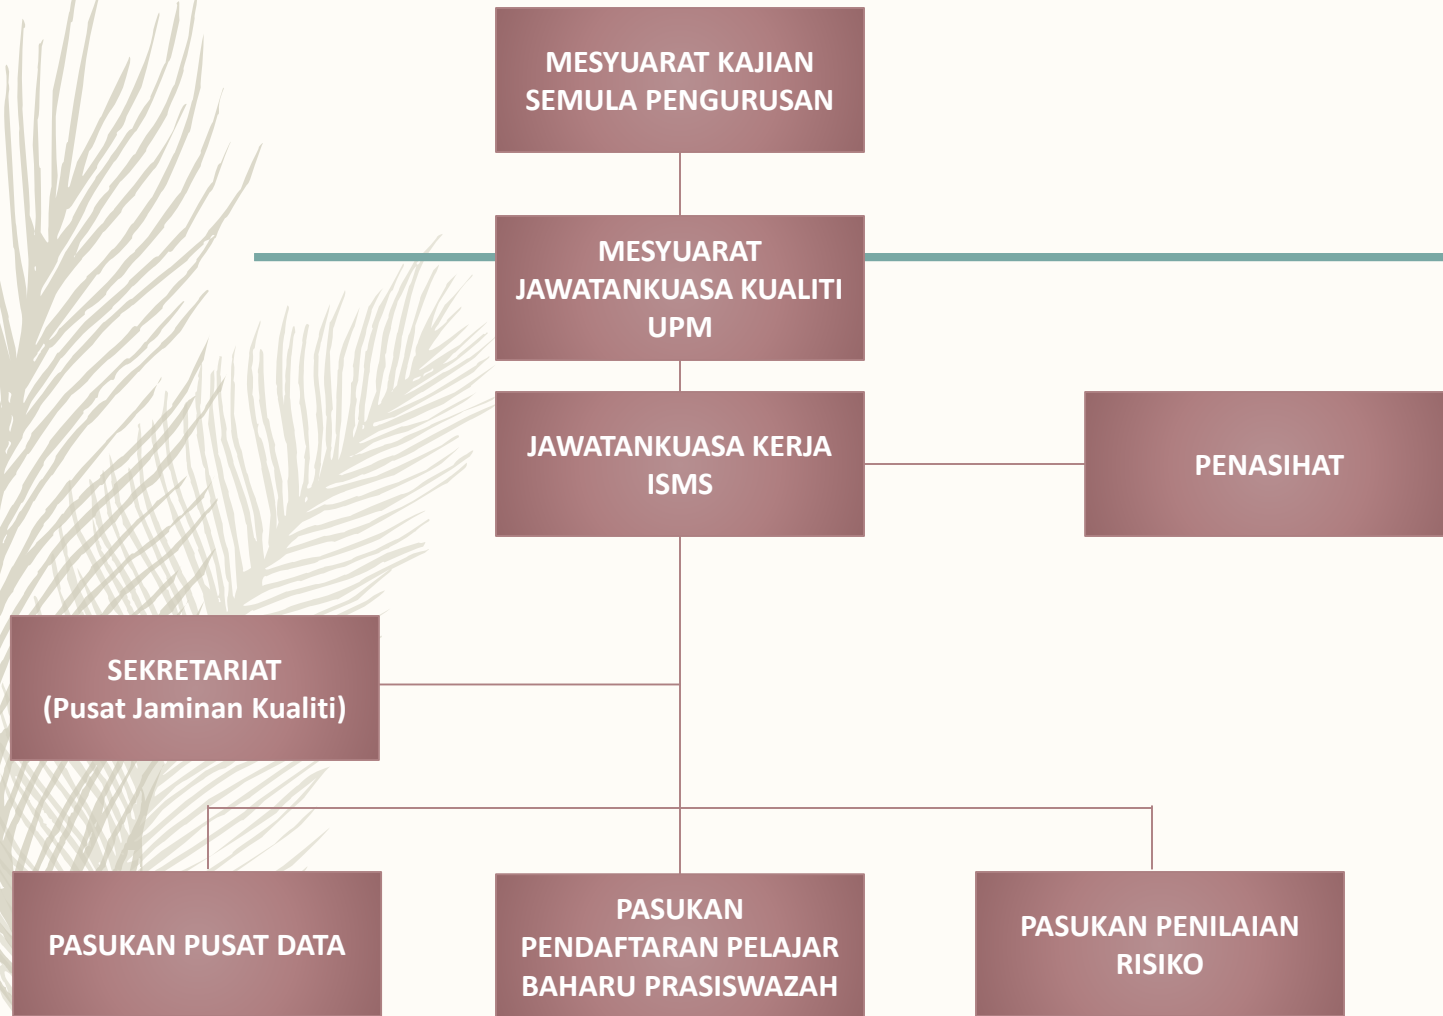 MESYUARAT KAJIAN
SEMULA PENGURUSAN
MESYUARAT
JAWATANKUASA KUALITI
UPM
JAWATANKUASA KERJA
ISMS
PENASIHAT
SEKRETARIAT
(Pusat Jaminan Kualiti)
PASUKAN PUSAT DATA
PASUKAN
PENDAFTARAN PELAJAR
BAHARU PRASISWAZAH
PASUKAN PENILAIAN
RISIKO